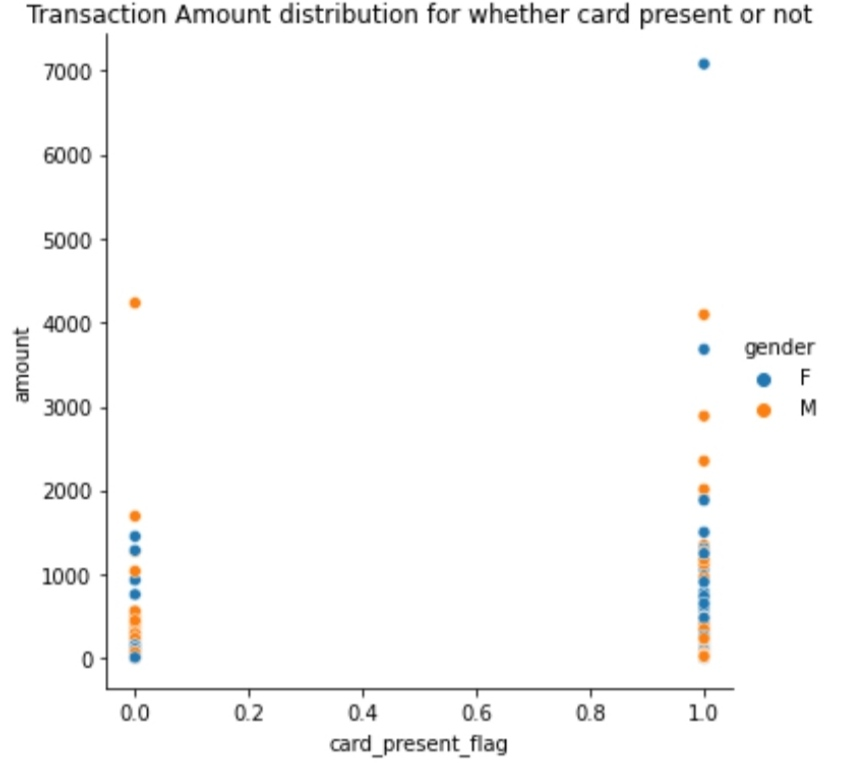 Transaction Amount distribution for whether card present or not
7000
6000
5000
4000
3000
2000
1000
0
amount
gender
F
M
0.0 0.2 0.4 0.6 0.8 1.0
card_present_flag